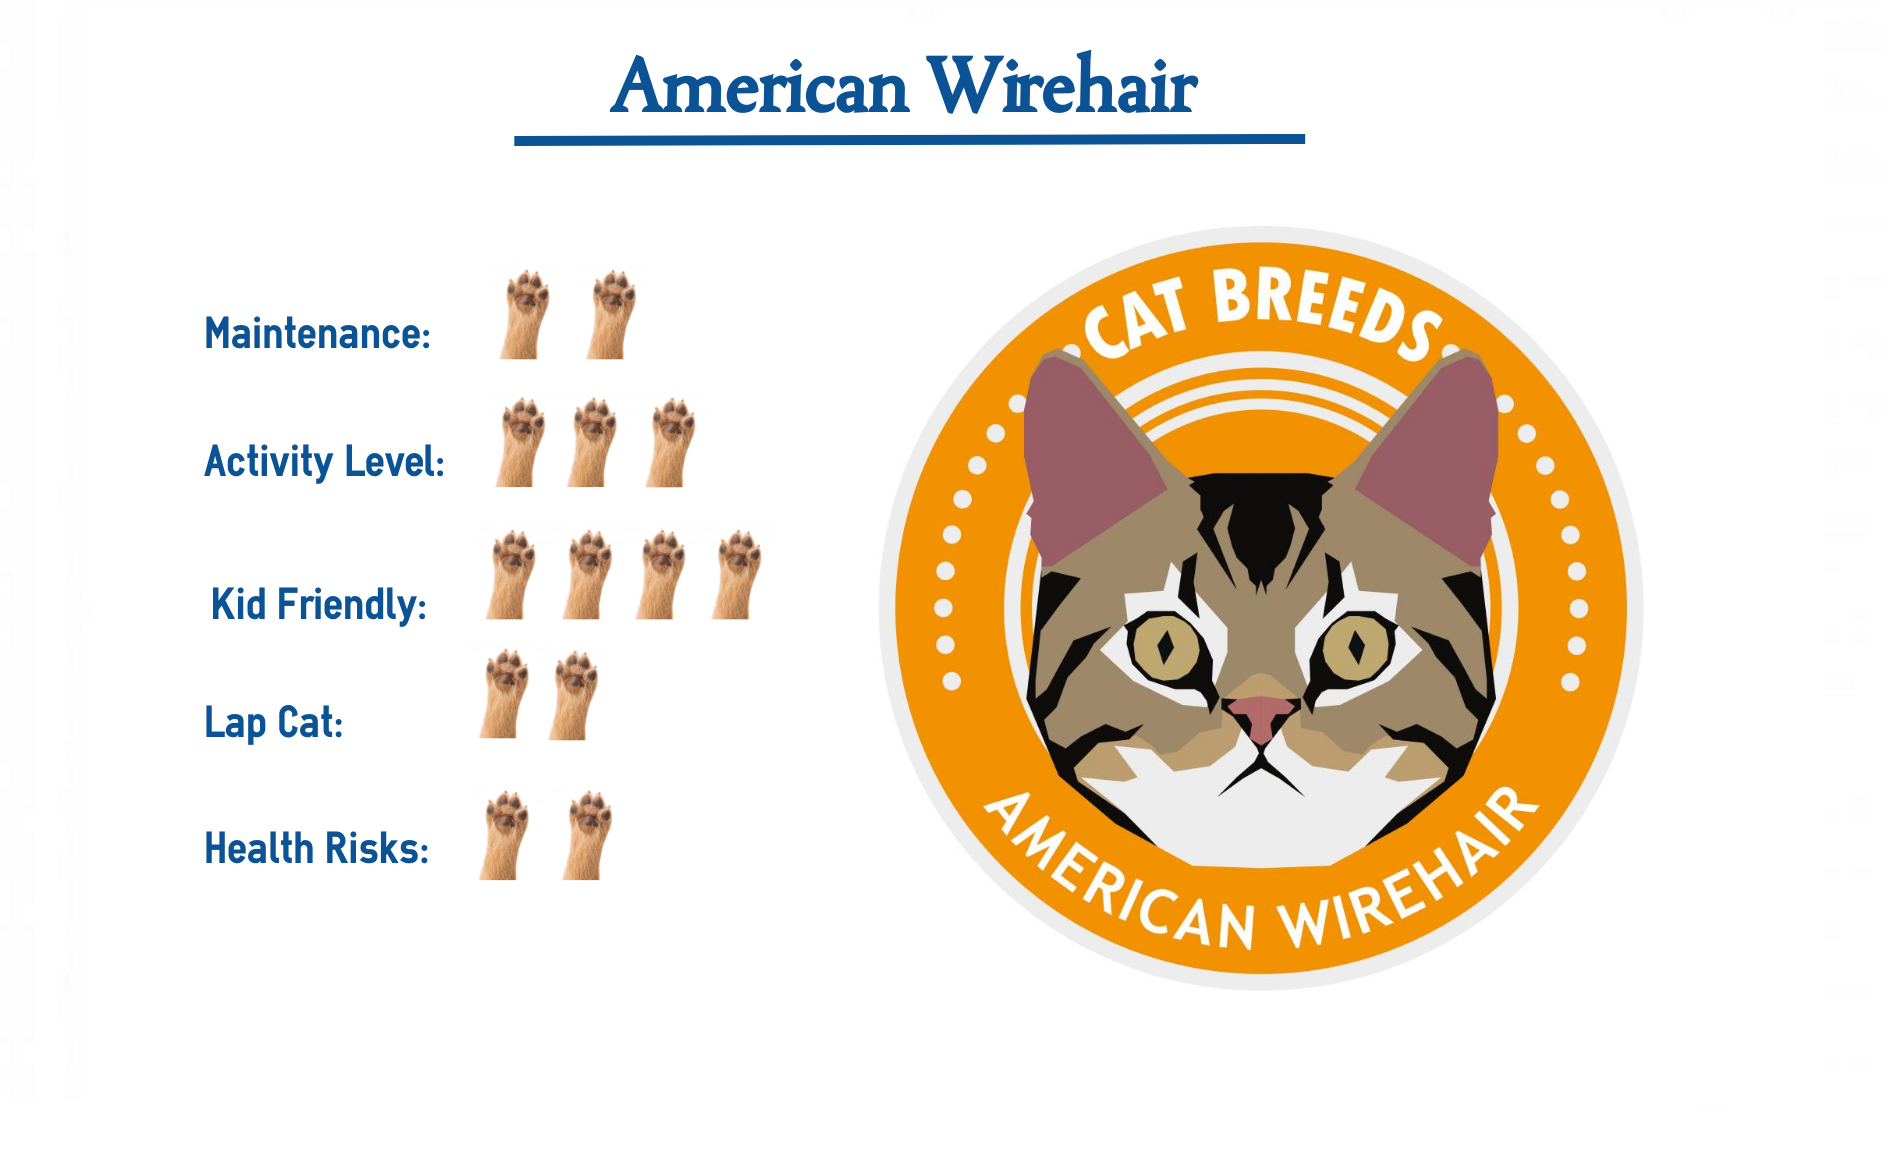 American Wirehair
Maintenance:
Activity Level:
Kid Friendly:
Lap Cat:
Health Risks:
CAT BREEDS
AMERICAN WIREHAIR